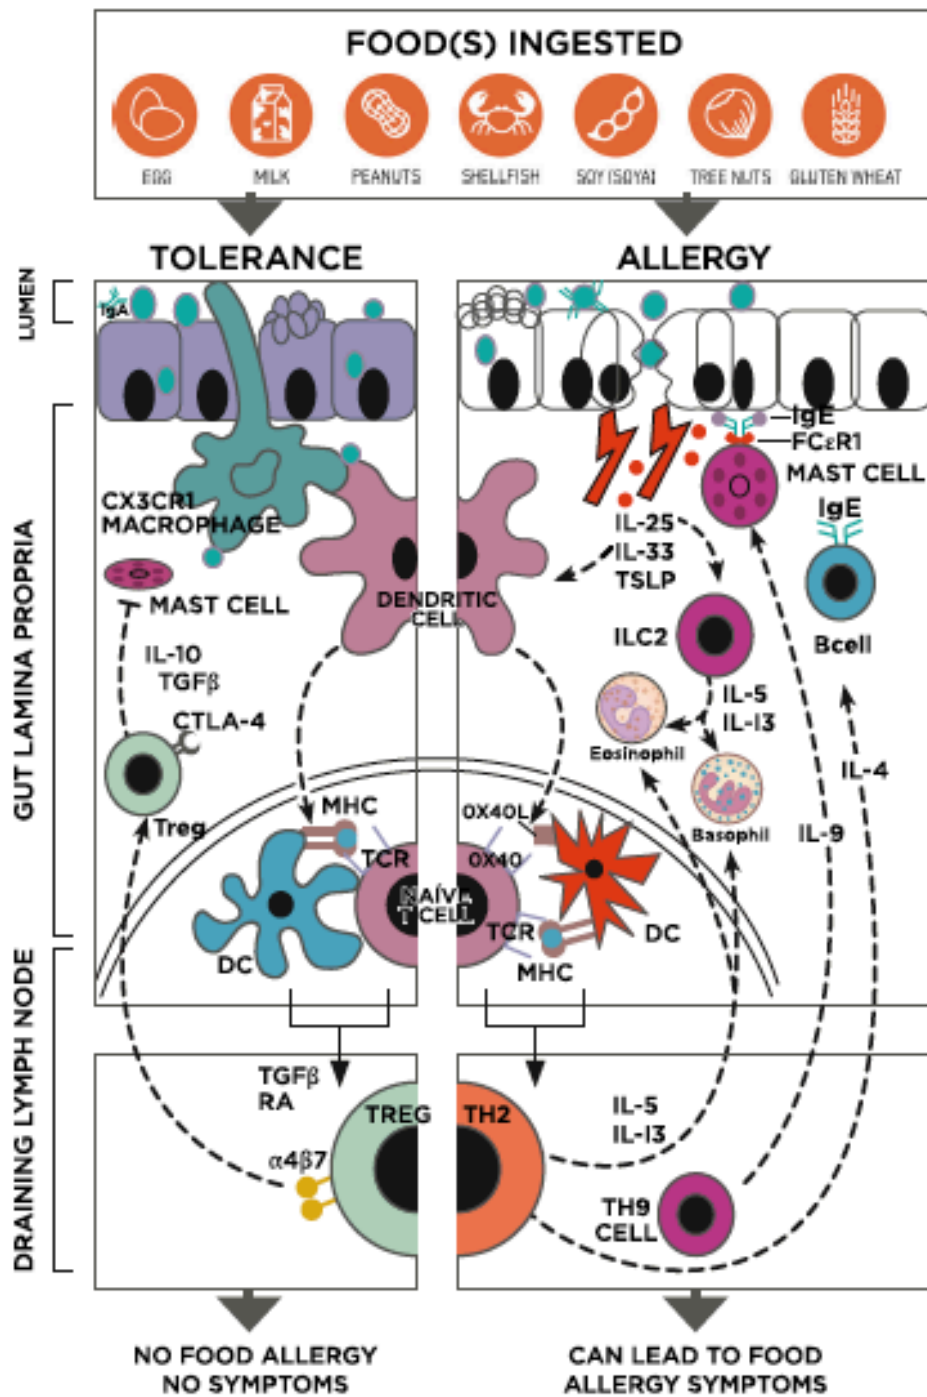 FOOD(S) INGESTED
EGG
MILK
PEANUTS
SHELLFISH
SOY (SOYA)
TREE NUTS
GLUTEN WHEAT
TOLERANCE
ALLERGY
LUMEN
GUT LAMINA PROPRIA
DRAINING LYMPH NODE
IgA
CX3CR1
MACROPHAGE
MAST CELL
IL-10
TGFβ
CTLA-4
Treg
DENDRITIC
CELL
IgE
FCεR1
MAST CELL
IgE
Bcell
IL-25
IL-33
TSLP
ILC2
IL-5
IL-I3
Eosinophil
Basophil
IL-4
IL-9
MHC
TCR
DC
NAÏVE
T CELL
OX40L
OX40
TCR
MHC
DC
TGFβ
RA
α4β7
TREG
TH2
IL-5
IL-I3
TH9
CELL
NO FOOD ALLERGY
NO SYMPTOMS
CAN LEAD TO FOOD
ALLERGY SYMPTOMS